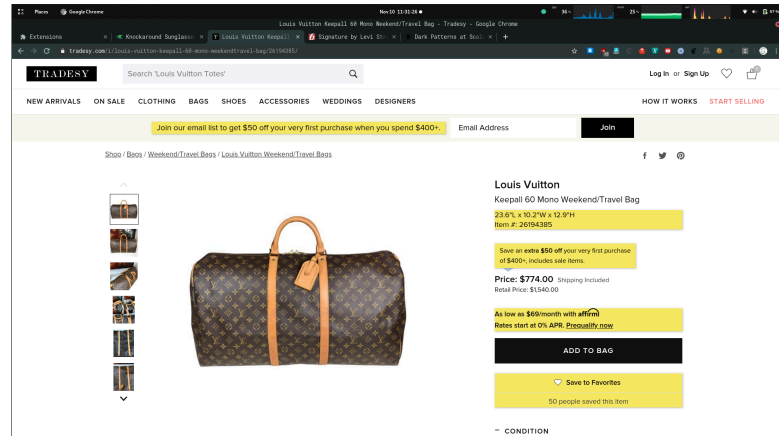 Places
Google Chrome
Nov 10 11:31:26
36
25
Louis Vuitton Keepall 60 Mono Weekend/Travel Bag - Tradesy - Google Chrome
Extensions
Knockaround Sunglasse
Louis Vuitton Keepall
Signature by Levi St
Dark Patterns at Scal
tradesy.com/i/louis-vuitton-keepall-60-mono-weekendtravel-bag/26194385/
TRADESY
Search 'Louis Vuitton Totes'
Log In or Sign Up
NEW ARRIVALS ON SALE CLOTHING BAGS SHOES ACCESSORIES WEDDINGS DESIGNERS
HOW IT WORKS START SELLING
Join our email list to get $50 off your very first purchase when you spend $400+.
Email Address
Join
Shop / Bags / Weekend/Travel Bags / Louis Vuitton Weekend/Travel Bags
Louis Vuitton
Keepall 60 Mono Weekend/Travel Bag
23.6"L x 10.2"W x 12.9"H
Item #: 26194385
Save an extra $50 off your very first purchase
of $400+, includes sale items.
Price: $774.00 Shipping Included
Retail Price: $1,540.00
As low as $69/month with affirm
Rates start at 0% APR. Prequalify now
ADD TO BAG
Save to Favorites
50 people saved this item
− CONDITION